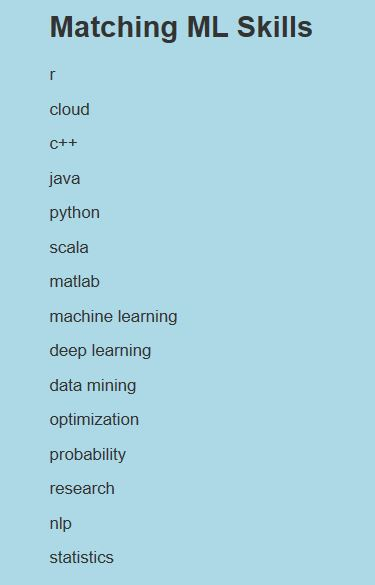 Matching ML Skills
r
cloud
c++
java
python
scala
matlab
machine learning
deep learning
data mining
optimization
probability
research
nlp
statistics